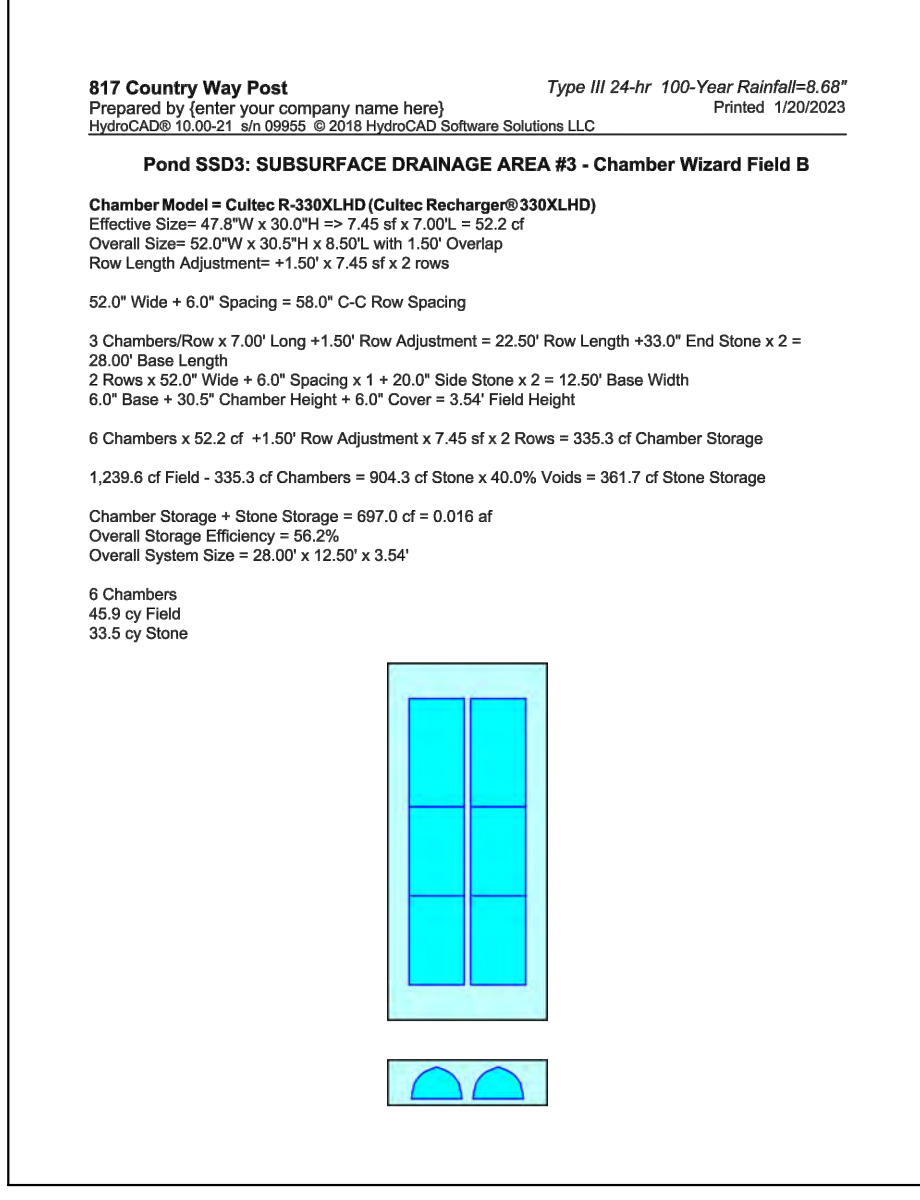 817 Country Way Post
Type III 24-hr 100-Year Rainfall=8.68"
Prepared by {enter your company name here}
Printed 1/20/2023
HydroCAD® 10.00-21 s/n 09955 © 2018 HydroCAD Software Solutions LLC
Pond SSD3: SUBSURFACE DRAINAGE AREA #3 - Chamber Wizard Field B
Chamber Model = Cultec R-330XLHD (Cultec Recharger® 330XLHD)
Effective Size= 47.8"W x 30.0"H => 7.45 sf x 7.00'L = 52.2 cf
Overall Size= 52.0"W x 30.5"H x 8.50'L with 1.50' Overlap
Row Length Adjustment= +1.50' x 7.45 sf x 2 rows
52.0" Wide + 6.0" Spacing = 58.0" C-C Row Spacing
3 Chambers/Row x 7.00' Long +1.50' Row Adjustment = 22.50' Row Length +33.0" End Stone x 2 =
28.00' Base Length
2 Rows x 52.0" Wide + 6.0" Spacing x 1 + 20.0" Side Stone x 2 = 12.50' Base Width
6.0" Base + 30.5" Chamber Height + 6.0" Cover = 3.54' Field Height
6 Chambers x 52.2 cf +1.50' Row Adjustment x 7.45 sf x 2 Rows = 335.3 cf Chamber Storage
1,239.6 cf Field - 335.3 cf Chambers = 904.3 cf Stone x 40.0% Voids = 361.7 cf Stone Storage
Chamber Storage + Stone Storage = 697.0 cf = 0.016 af
Overall Storage Efficiency = 56.2%
Overall System Size = 28.00' x 12.50' x 3.54'
6 Chambers
45.9 cy Field
33.5 cy Stone